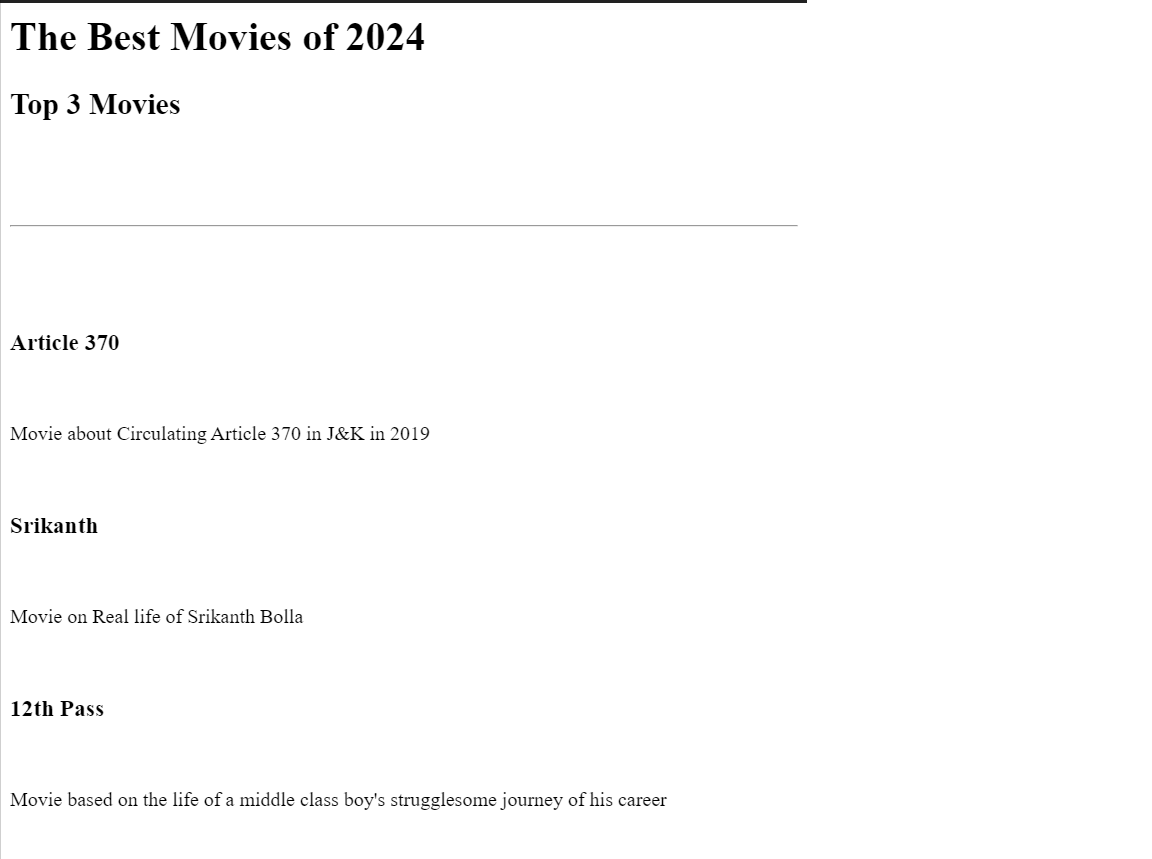 The Best Movies of 2024
Top 3 Movies
Article 370
Movie about Circulating Article 370 in J&K in 2019
Srikanth
Movie on Real life of Srikanth Bolla
12th Pass
Movie based on the life of a middle class boy's strugglesome journey of his career